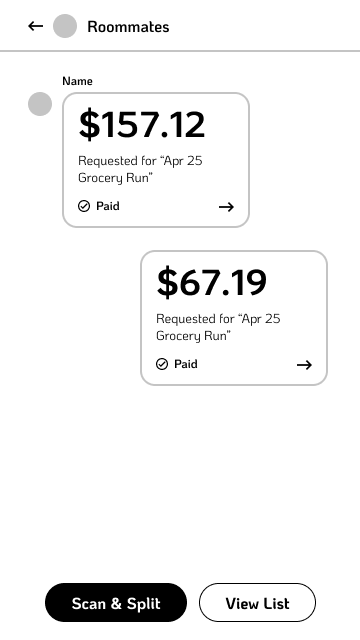 Roommates
Name
$157.12
Requested for “Apr 25
Grocery Run”
Paid
$67.19
Requested for “Apr 25
Grocery Run”
Paid
Scan & Split
View List